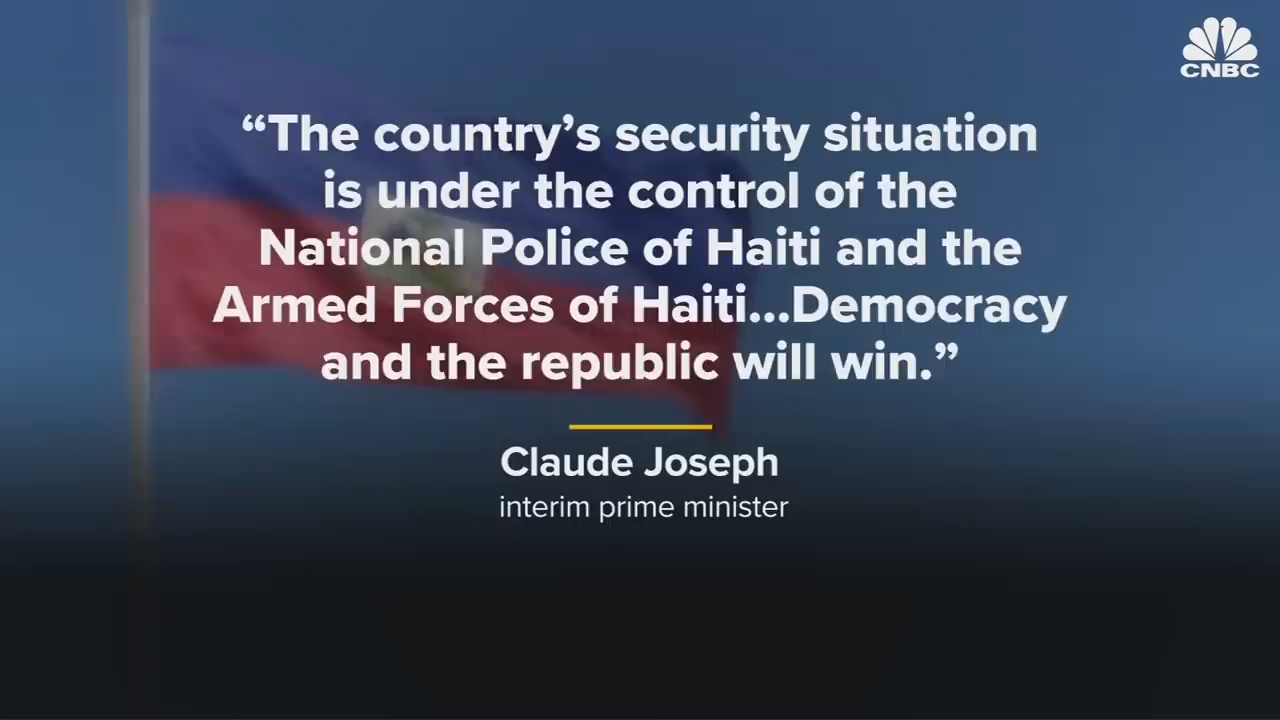 CNBC
“The country’s security situation
is under the control of the
National Police of Haiti and the
Armed Forces of Haiti...Democracy
and the republic will win.”
Claude Joseph
interim prime minister